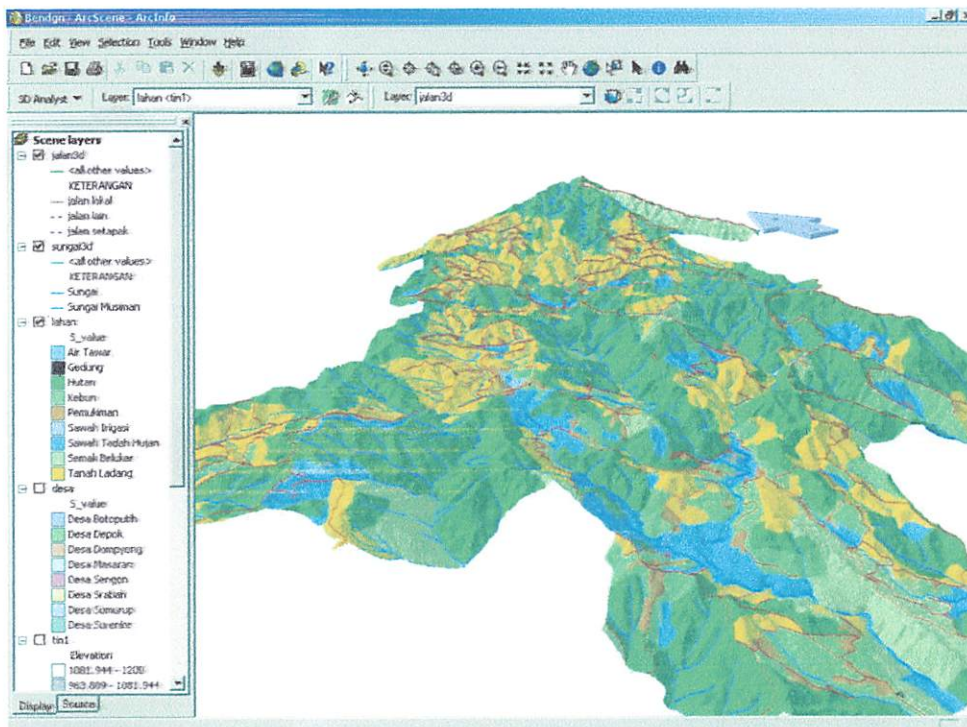 Bendgn - ArcScene - ArcInfo
File Edit View Selection Tools Window Help
3D Analyst Layer: lahan <tin1> Layer: jalan3d
Scene layers
jalan3d
<all other values>
KETERANGAN
jalan lokal
jalan lain
jalan setapak
sungai3d
<all other values>
KETERANGAN
Sungai
Sungai Musiman
lahan
S_value
Air Tawar
Gedung
Hutan
Kebun
Pemukiman
Sawah Irigasi
Sawah Tadah Hujan
Semak Belukar
Tanah Ladang
desa
S_value
Desa Botoputih
Desa Depok
Desa Dompyong
Desa Masaran
Desa Sengon
Desa Srabah
Desa Sumurup
Desa Surenlor
tin1
Elevation
1081.944 - 1200
963.889 - 1081.944
Display Source